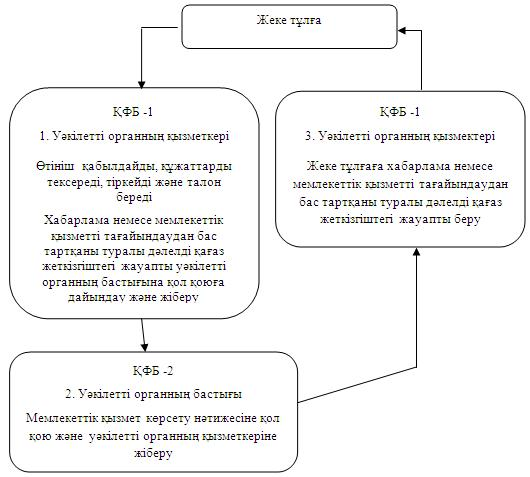 Жеке тұлға
ҚФБ -1
1. Уәкілетті органның қызметкері
Өтініш қабылдайды, құжаттарды
тексереді, тіркейді және талон
береді
Хабарлама немесе мемлекеттік
қызметті тағайындаудан бас
тартқаны туралы дәлелді қағаз
жеткізгіштегі жауапты уәкілетті
органның бастығына қол қоюға
дайындау және жіберу
ҚФБ -1
3. Уәкілетті органның қызмектері
Жеке тұлғаға хабарлама немесе
мемлекеттік қызметті тағайындаудан
бас тартқаны туралы дәлелді қағаз
жеткізгіштегі жауапты беру
ҚФБ -2
2. Уәкілетті органның бастығы
Мемлекеттік қызмет көрсету нәтижесіне қол
қою және уәкілетті органның қызметкеріне
жіберу